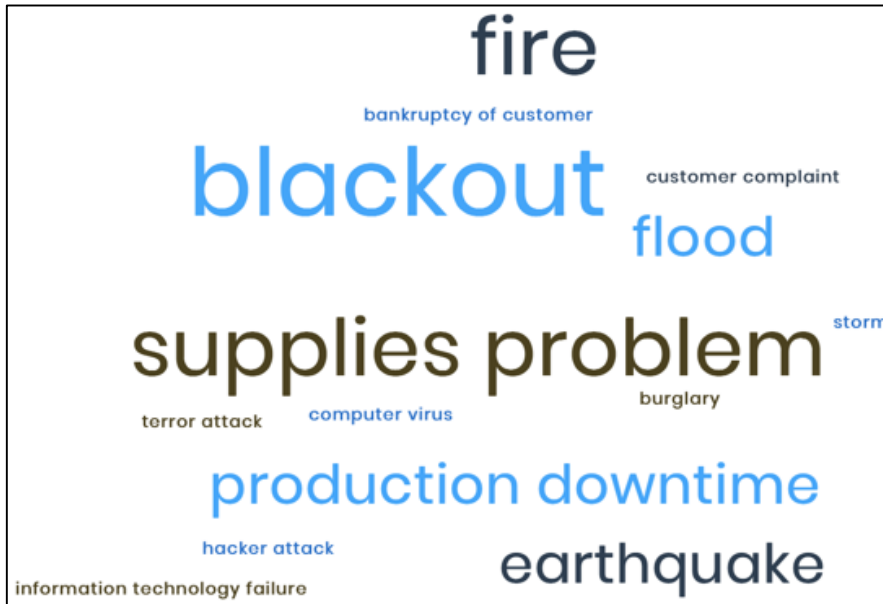 fire
bankruptcy of customer
blackout
customer complaint
flood
supplies problem
storm
burglary
terror attack
computer virus
production downtime
hacker attack
earthquake
information technology failure